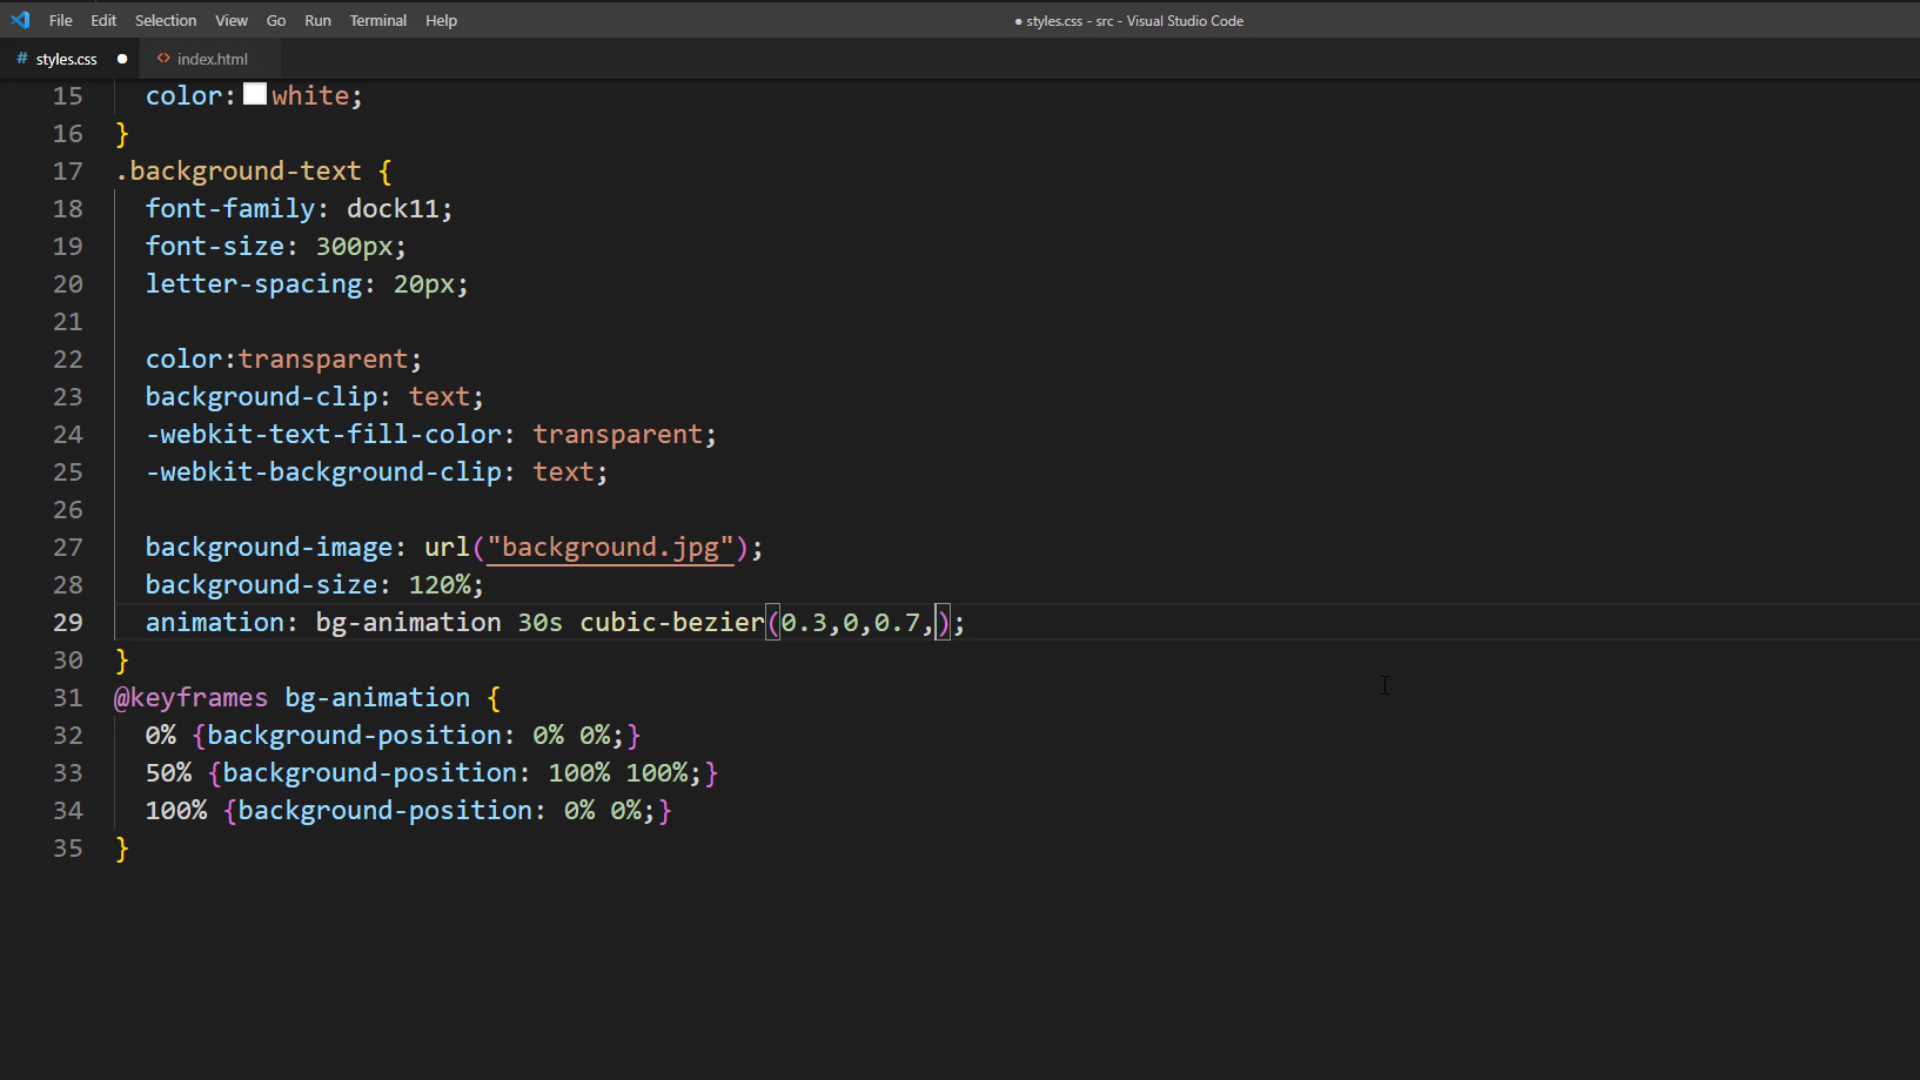 File Edit Selection View Go Run Terminal Help ● styles.css - src - Visual Studio Code
# styles.css ● <> index.html
15 color: white;
16 }
17 .background-text {
18 font-family: dock11;
19 font-size: 300px;
20 letter-spacing: 20px;
21
22 color:transparent;
23 background-clip: text;
24 -webkit-text-fill-color: transparent;
25 -webkit-background-clip: text;
26
27 background-image: url("background.jpg");
28 background-size: 120%;
29 animation: bg-animation 30s cubic-bezier(0.3,0,0.7,);
30 }
31 @keyframes bg-animation {
32 0% {background-position: 0% 0%;}
33 50% {background-position: 100% 100%;}
34 100% {background-position: 0% 0%;}
35 }